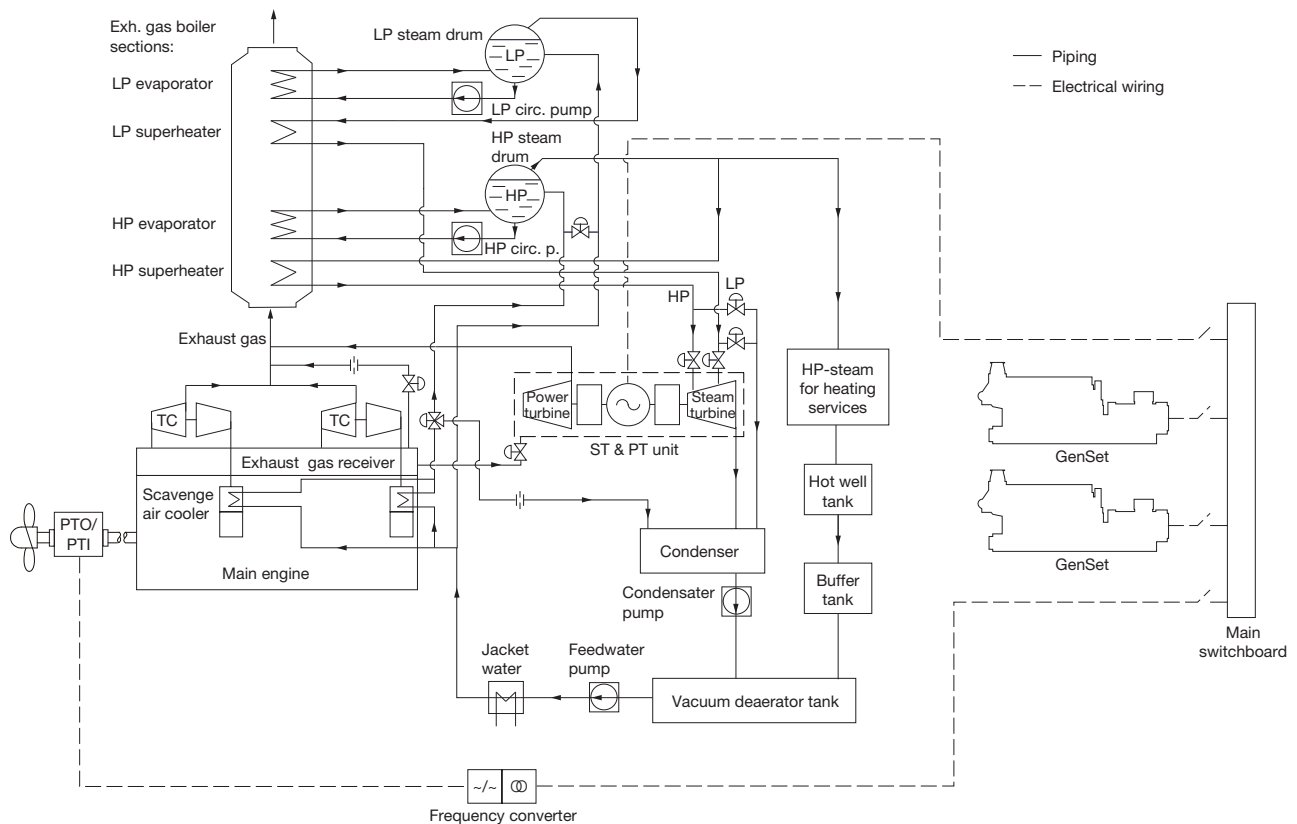 Exh. gas boiler
sections:
LP steam drum
LP
LP evaporator
LP circ. pump
LP superheater
HP steam
drum
HP
HP evaporator
HP circ. p.
HP superheater
Piping
Electrical wiring
HP
LP
Exhaust gas
TC
TC
Power
turbine
~
Steam
turbine
ST & PT unit
HP-steam
for heating
services
GenSet
Exhaust gas receiver
Scavenge
air cooler
Hot well
tank
PTO/
PTI
Main engine
Condenser
Condensater
pump
Buffer
tank
GenSet
Main
switchboard
Jacket
water
Feedwater
pump
Vacuum deaerator tank
~/~
Frequency converter